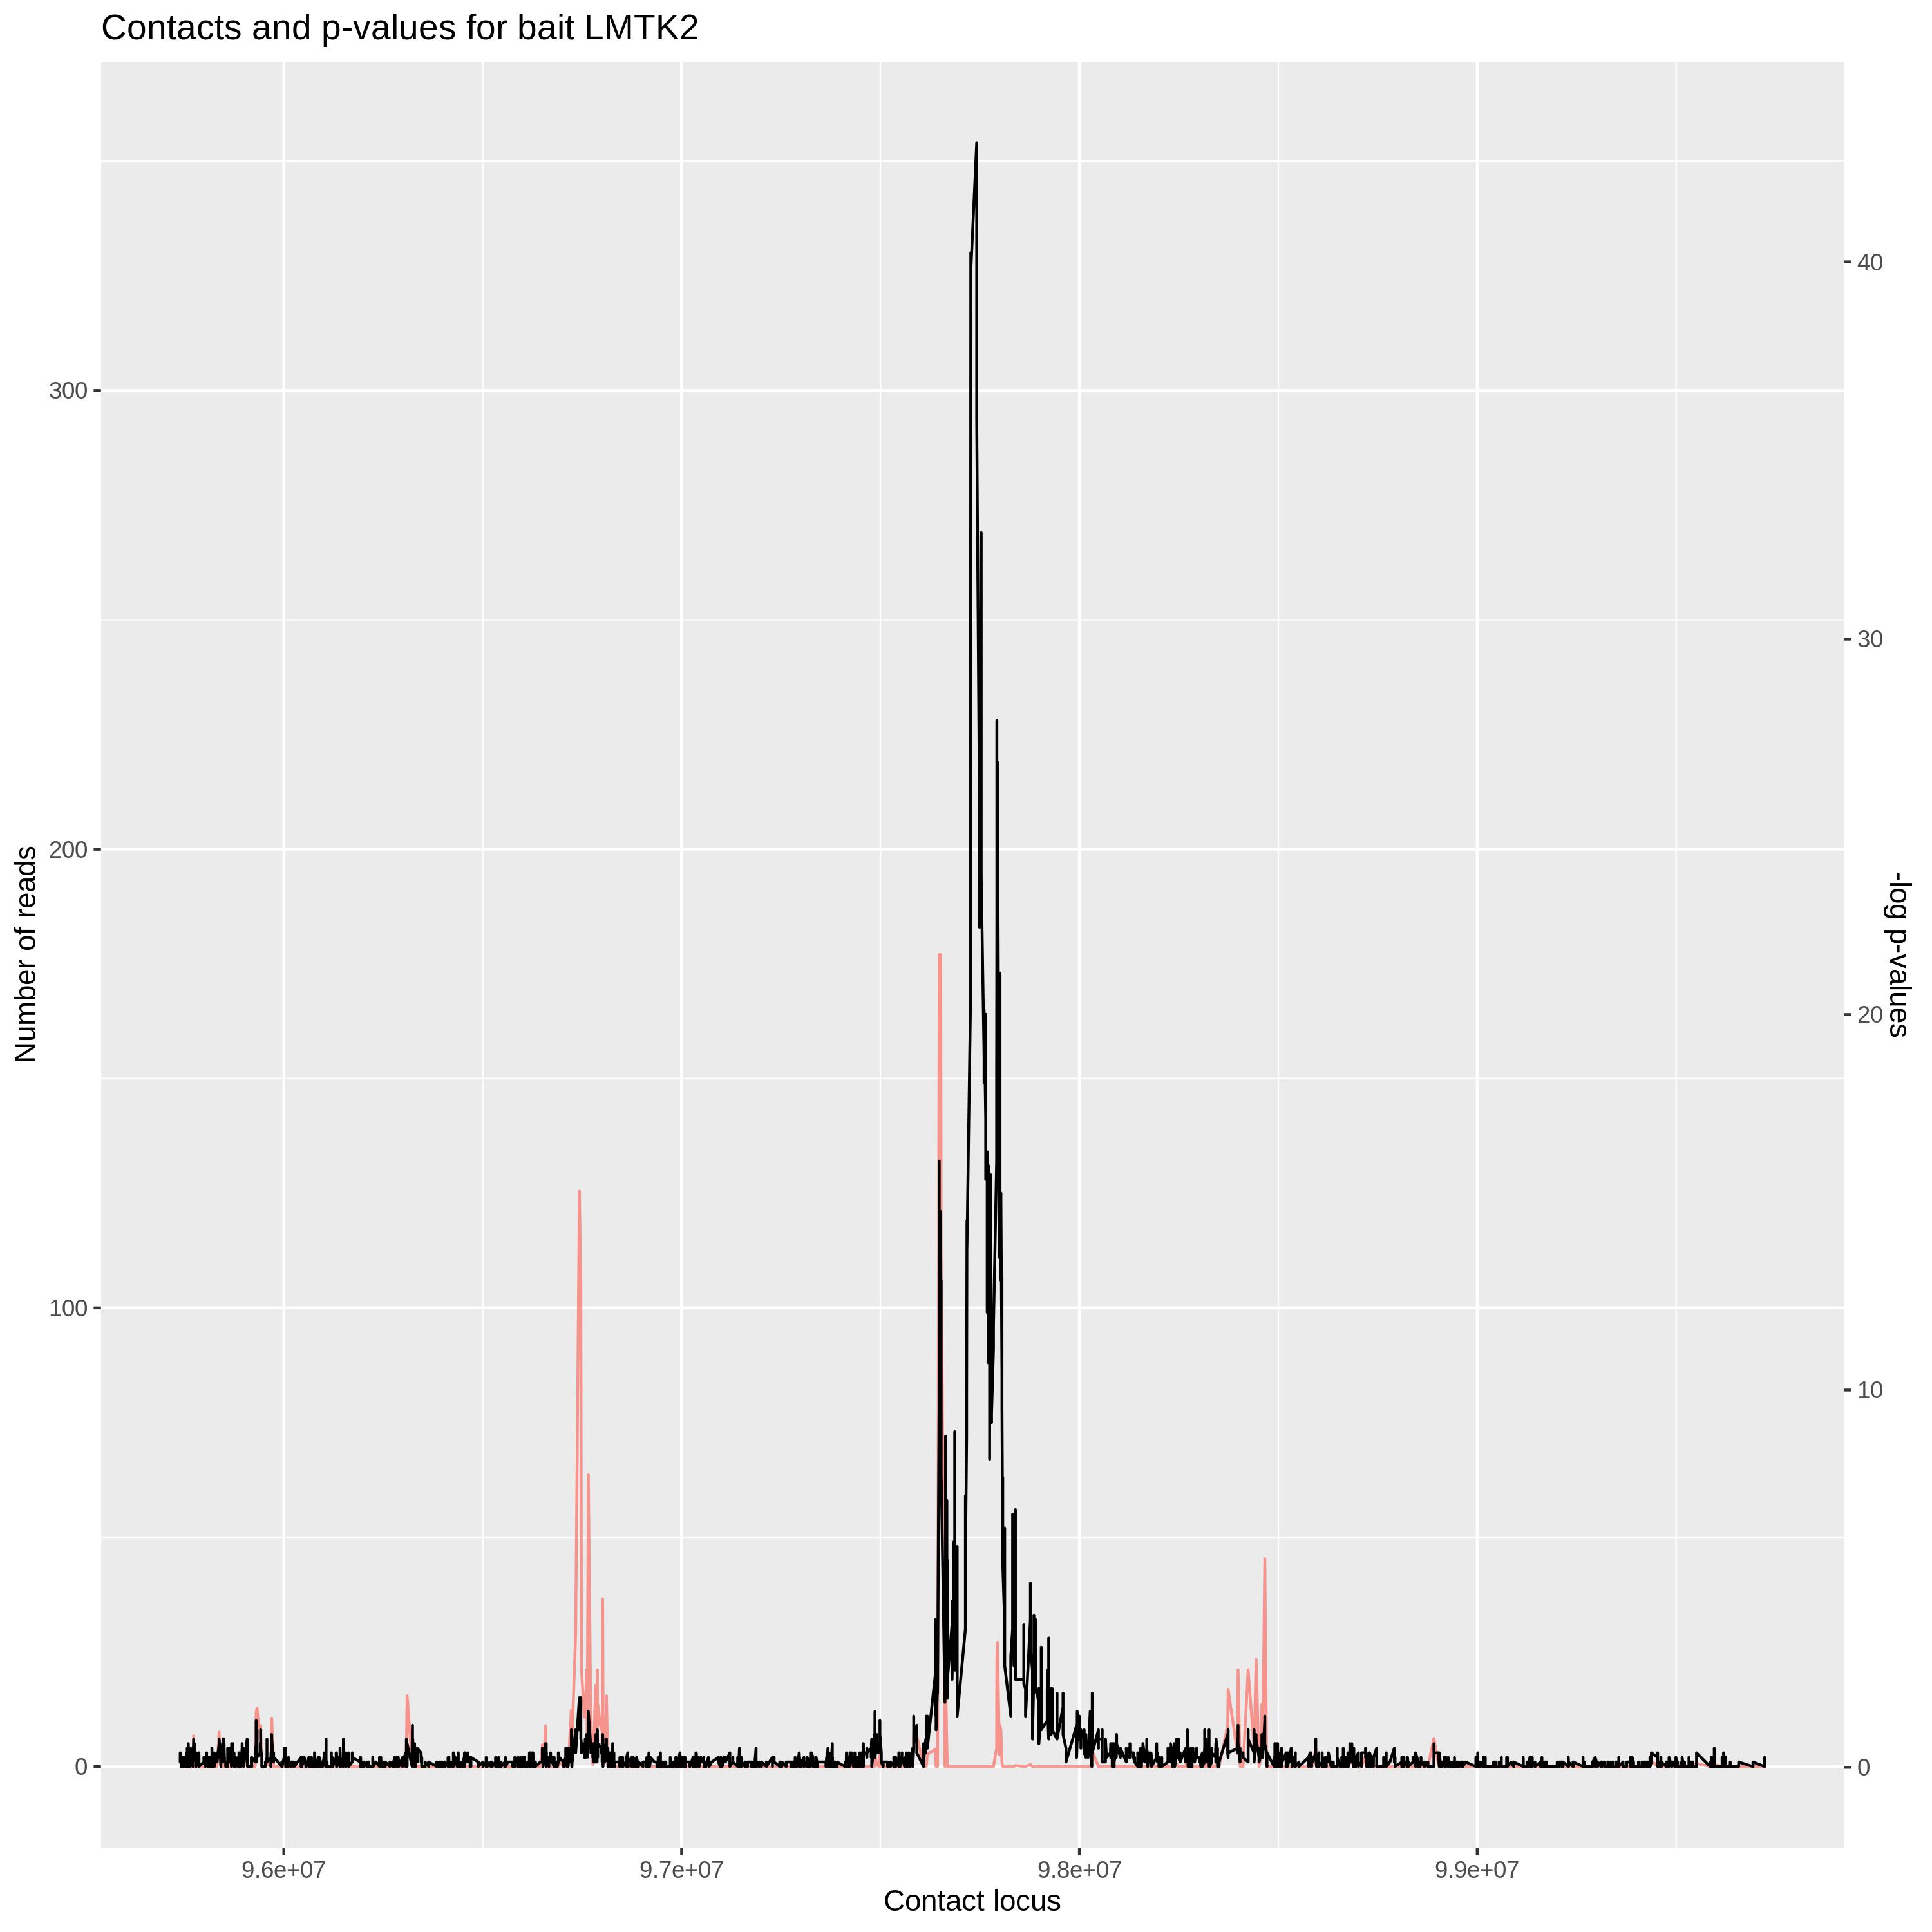 Contacts and p-values for bait LMTK2
Number of reads
300
200
100
0
40
30
20
10
0
-log p-values
9.6e+07
9.7e+07
9.8e+07
9.9e+07
Contact locus